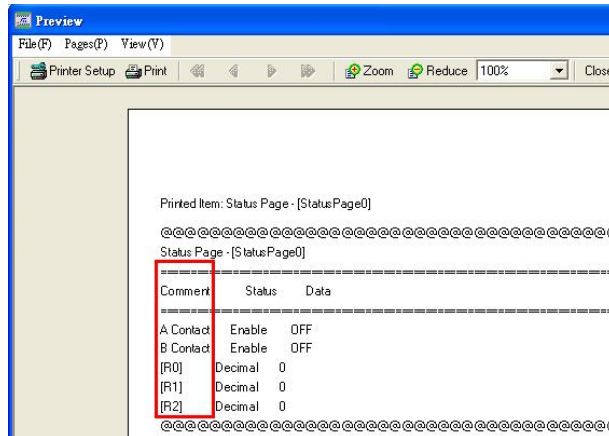 Preview
File(F) Pages(P) View(V)
Printer Setup Print Zoom Reduce 100% Close
Printed Item: Status Page - [StatusPage0]
@@@@@@@@@@@@@@@@@@@@@@@@@@@@@@@@@@@@@
Status Page - [StatusPage0]
==========================================================
Comment Status Data
==========================================================
A Contact Enable OFF
B Contact Enable OFF
[R0] Decimal 0
[R1] Decimal 0
[R2] Decimal 0
@@@@@@@@@@@@@@@@@@@@@@@@@@@@@@@@@@@@@